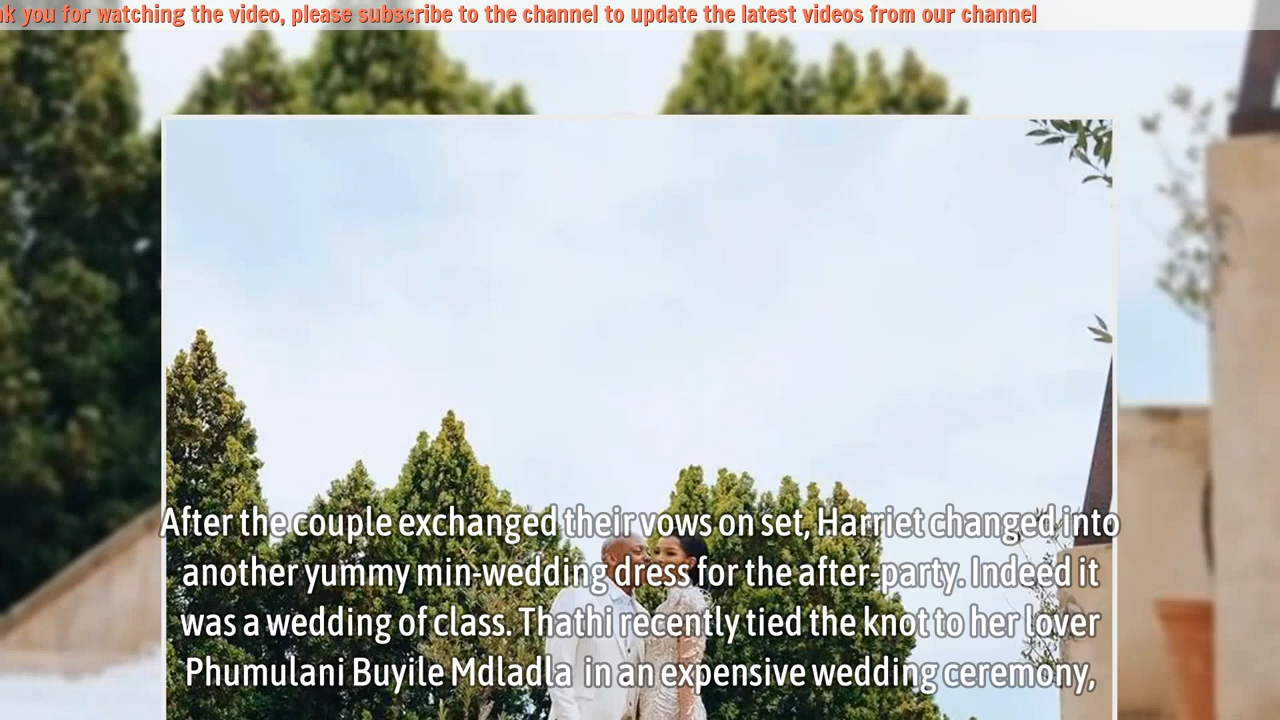 k you for watching the video, please subscribe to the channel to update the latest videos from our channel
After the couple exchanged their vows on set, Harriet changed into
another yummy min-wedding dress for the after-party. Indeed it
was a wedding of class. Thathi recently tied the knot to her lover
Phumulani Buyile Mdladla in an expensive wedding ceremony,